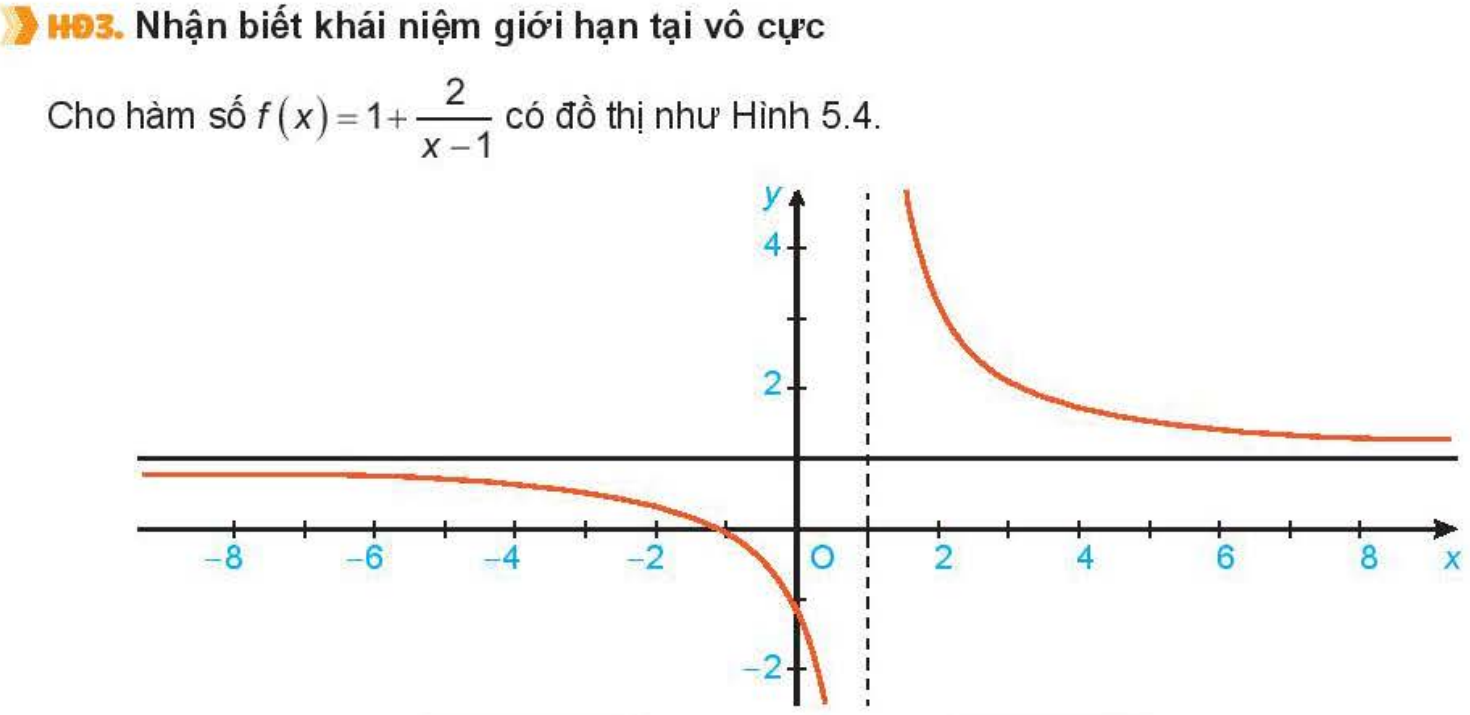 HĐ3. Nhận biết khái niệm giới hạn tại vô cực
Cho hàm số f(x) = 1 + 2/(x − 1) có đồ thị như Hình 5.4.
y
4
2
−8 −6 −4 −2 O 2 4 6 8 x
−2